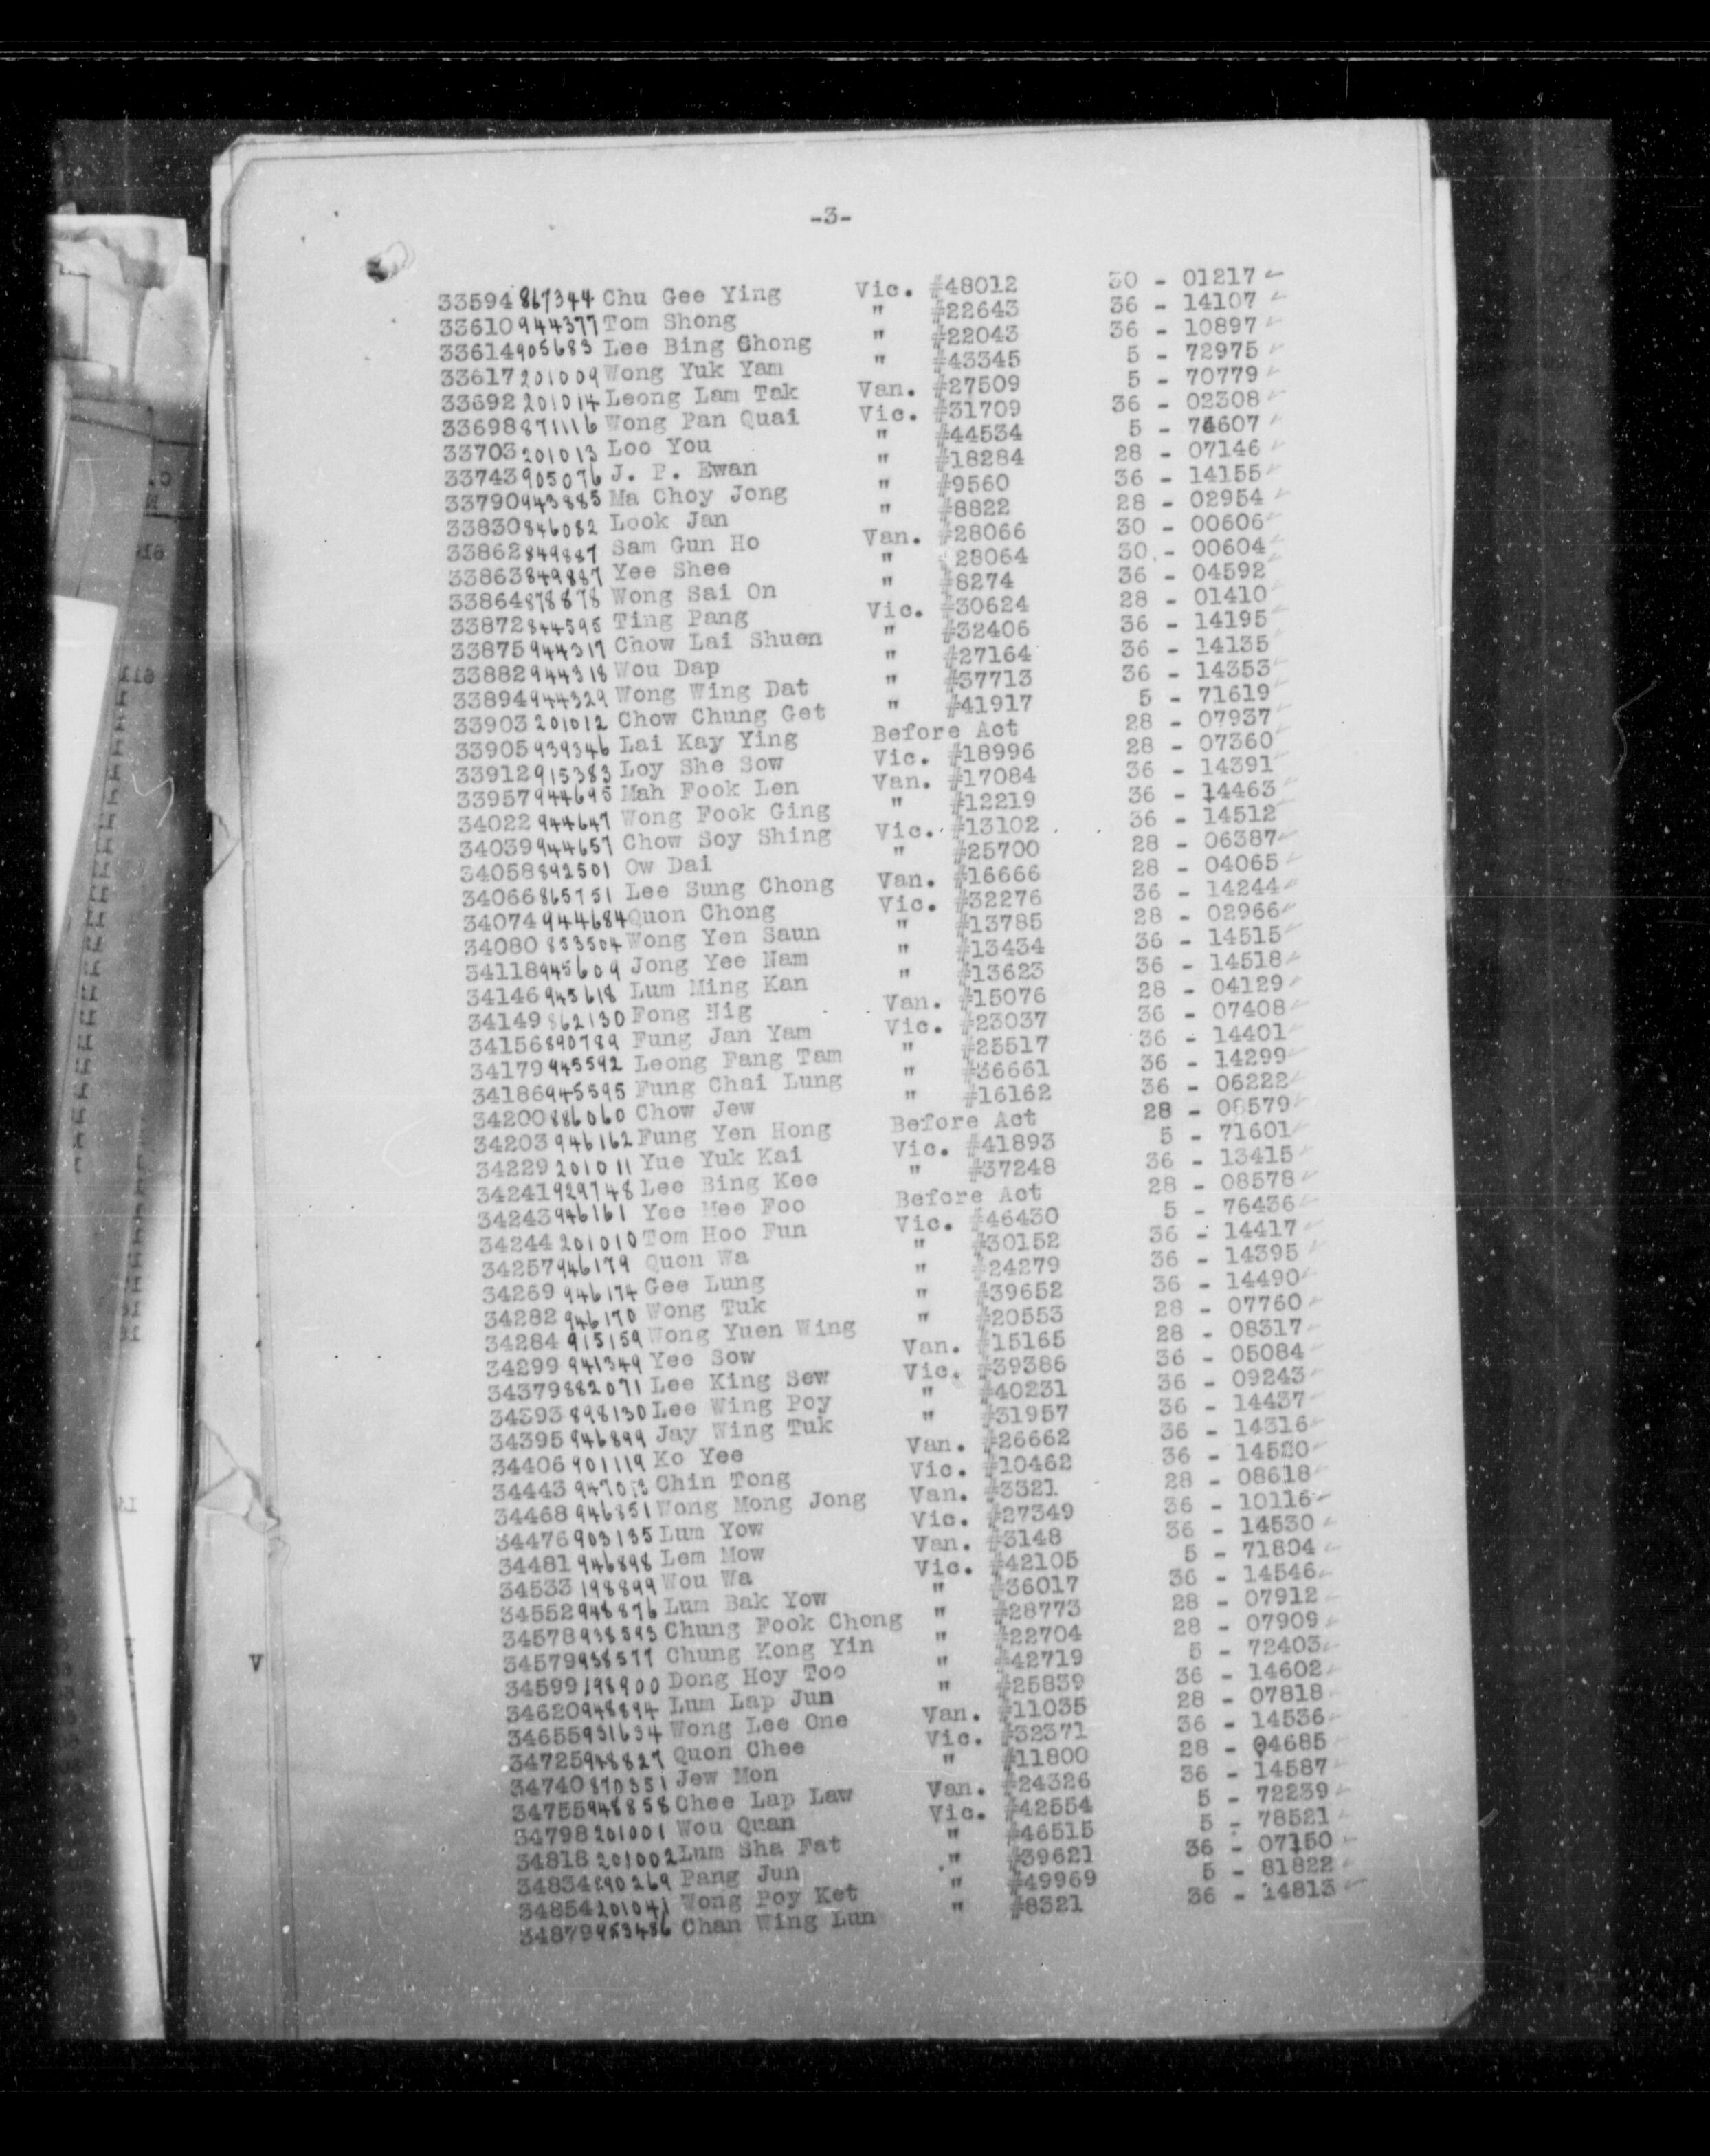 -3-
33594 867344 Chu Gee Ying Vic. #48012 30 - 01217
33610 944377 Tom Shong " #22643 36 - 14107
33614 905683 Lee Bing Chong " #22043 36 - 10897
33617 201009 Wong Yuk Yam " #43345 5 - 72975
33692 201014 Leong Lam Tak Van. #27509 5 - 70779
33698 871116 Wong Pan Quai Vic. #31709 36 - 02308
33703 201013 Loo You " #44534 5 - 74607
33743 905076 J. P. Ewan " #18284 28 - 07146
33790 943885 Ma Choy Jong " #9560 36 - 14155
33830 846082 Look Jan " #8822 28 - 02954
33862 849887 Sam Gun Ho Van. #28066 30 - 00606
33863 849887 Yee Shee " 28064 30 - 00604
33864 878878 Wong Sai On " #8274 36 - 04592
33872 844595 Ting Pang Vic. #30624 28 - 01410
33875 944317 Chow Lai Shuen " #32406 36 - 14195
33882 944318 Wou Dap " #27164 36 - 14135
33894 944329 Wong Wing Dat " #37713 36 - 14353
33903 201012 Chow Chung Get " #41917 5 - 71619
33905 939346 Lai Kay Ying Before Act 28 - 07937
33912 915383 Loy She Sow Vic. #18996 28 - 07360
33957 944695 Mah Fook Len Van. #17084 36 - 14391
34022 944647 Wong Fook Ging " #12219 36 - 14463
34039 944657 Chow Soy Shing Vic. #13102 36 - 14512
34058 892501 Ow Dai " #25700 28 - 06387
34066 865751 Lee Sung Chong Van. #16666 28 - 04065
34074 944684 Quon Chong Vic. #32276 36 - 14244
34080 853504 Wong Yen Saun " #13785 28 - 02966
34118 945609 Jong Yee Nam " #13434 36 - 14515
34146 945618 Lum Ming Kan " #13623 36 - 14518
34149 862130 Fong Hig Van. #15076 28 - 04129
34156 890789 Fung Jan Yam Vic. #23037 36 - 07408
34179 945592 Leong Fang Tam " #25517 36 - 14401
34186 945595 Fung Chai Lung " #36661 36 - 14299
34200 886060 Chow Jew " #16162 36 - 06222
34203 946162 Fung Yen Hong Before Act 28 - 08579
34229 201011 Yue Yuk Kai Vic. #41893 5 - 71601
34241 929748 Lee Bing Kee " #37248 36 - 13415
34243 946161 Yee Mee Foo Before Act 28 - 08578
34244 201010 Tom Hoo Fun Vic. #46430 5 - 76436
34257 946179 Quon Wa " #30152 36 - 14417
34269 946174 Gee Lung " #24279 36 - 14395
34282 946170 Wong Tuk " #39652 36 - 14490
34284 915159 Wong Yuen Wing " #20553 28 - 07760
34299 941349 Yee Sow Van. #15165 28 - 08317
34379 882071 Lee King Sew Vic. #39386 36 - 05084
34393 898130 Lee Wing Poy " #40231 36 - 09243
34395 946899 Jay Wing Tuk " #31957 36 - 14437
34406 901119 Ko Yee Van. #26662 36 - 14316
34443 947013 Chin Tong Vic. #10462 36 - 14520
34468 946851 Wong Mong Jong Van. #3321 28 - 08618
34476 903135 Lum Yow Vic. #27349 36 - 10116
34481 946898 Lem Mow Van. #3148 36 - 14530
34533 198899 Wou Wa Vic. #42105 5 - 71804
34552 948876 Lum Bak Yow " #36017 36 - 14546
34578 938593 Chung Fook Chong " #28773 28 - 07912
34579 938577 Chung Kong Yin " #22704 28 - 07909
34599 198900 Dong Hoy Too " #42719 5 - 72403
34620 948894 Lum Lap Jun " #25839 36 - 14602
34655 931634 Wong Lee One Van. #11035 28 - 07818
34725 948827 Quon Chee Vic. #32371 36 - 14536
34740 870351 Jew Mon " #11800 28 - 04685
34755 948858 Chee Lap Law Van. #24326 36 - 14587
34798 201001 Wou Quan Vic. #42554 5 - 72239
34818 201002 Lum Sha Fat " #46515 5 - 78521
34834 890269 Pang Jun " #39621 36 - 07150
34854 201041 Wong Poy Ket " #49969 5 - 81822
34879 953486 Chan Wing Lun " #8321 36 - 14813
V